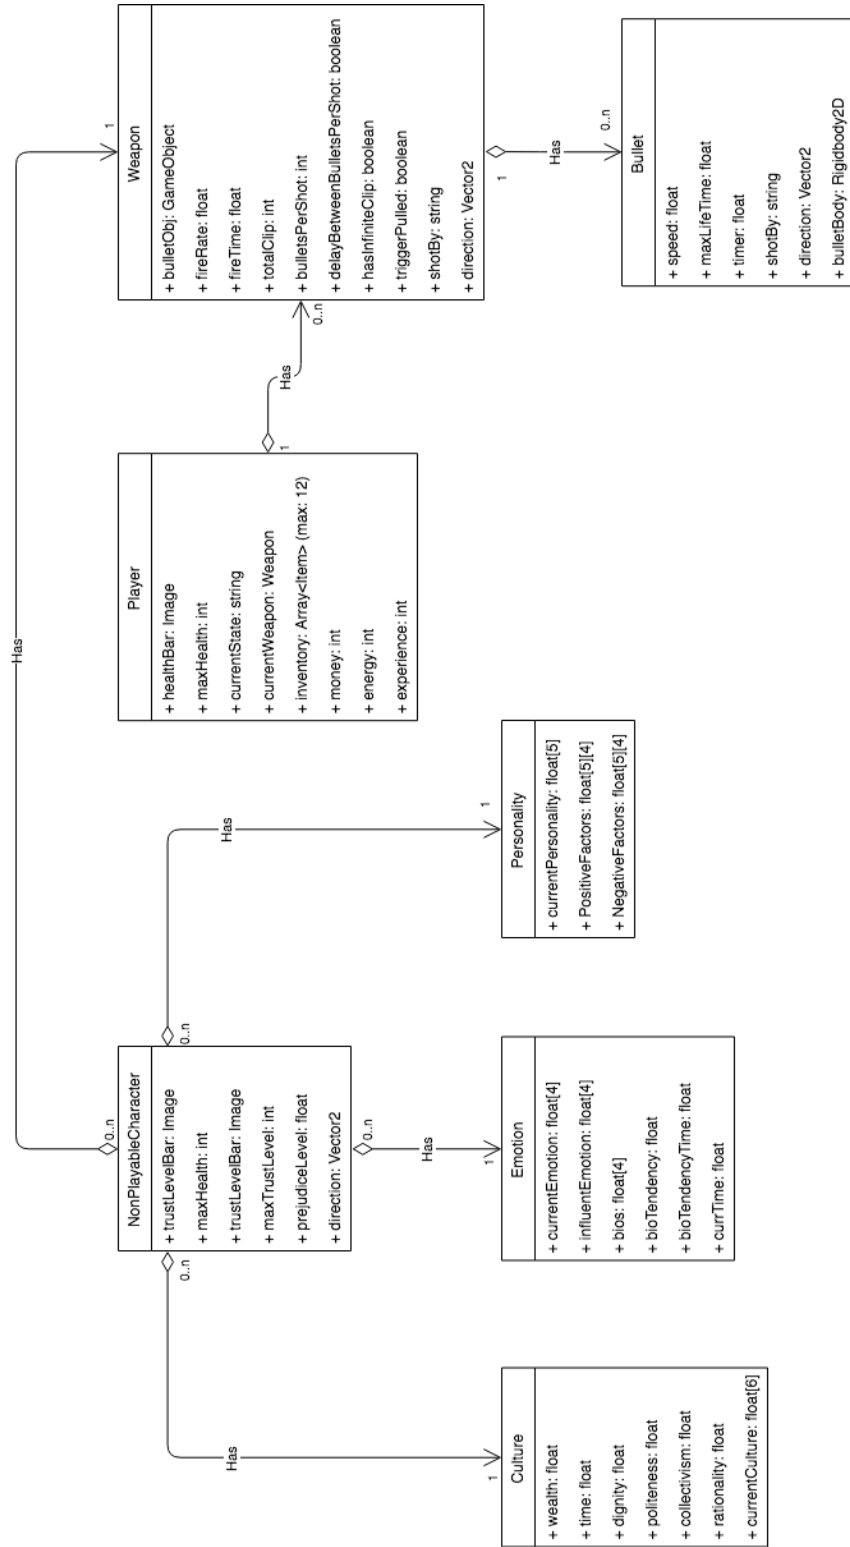 Has
NonPlayableCharacter
+ trustLevelBar: Image
+ maxHealth: int
+ trustLevelBar: Image
+ maxTrustLevel: int
+ prejudiceLevel: float
+ direction: Vector2
0..n
0..n
0..n
0..n
Player
+ healthBar: Image
+ maxHealth: int
+ currentState: string
+ currentWeapon: Weapon
+ inventory: Array<Item> (max: 12)
+ money: int
+ energy: int
+ experience: int
1
Has
0..n
1
Weapon
+ bulletObj: GameObject
+ fireRate: float
+ fireTime: float
+ totalClip: int
+ bulletsPerShot: int
+ delayBetweenBulletsPerShot: boolean
+ hasInfiniteClip: boolean
+ triggerPulled: boolean
+ shotBy: string
+ direction: Vector2
1
Has
0..n
Has
1
Culture
+ wealth: float
+ time: float
+ dignity: float
+ politeness: float
+ collectivism: float
+ rationality: float
+ currentCulture: float[6]
Has
1
Emotion
+ currentEmotion: float[4]
+ influentEmotion: float[4]
+ bios: float[4]
+ bioTendency: float
+ bioTendencyTime: float
+ currTime: float
Has
1
Personality
+ currentPersonality: float[5]
+ PositiveFactors: float[5][4]
+ NegativeFactors: float[5][4]
Bullet
+ speed: float
+ maxLifeTime: float
+ timer: float
+ shotBy: string
+ direction: Vector2
+ bulletBody: Rigidbody2D